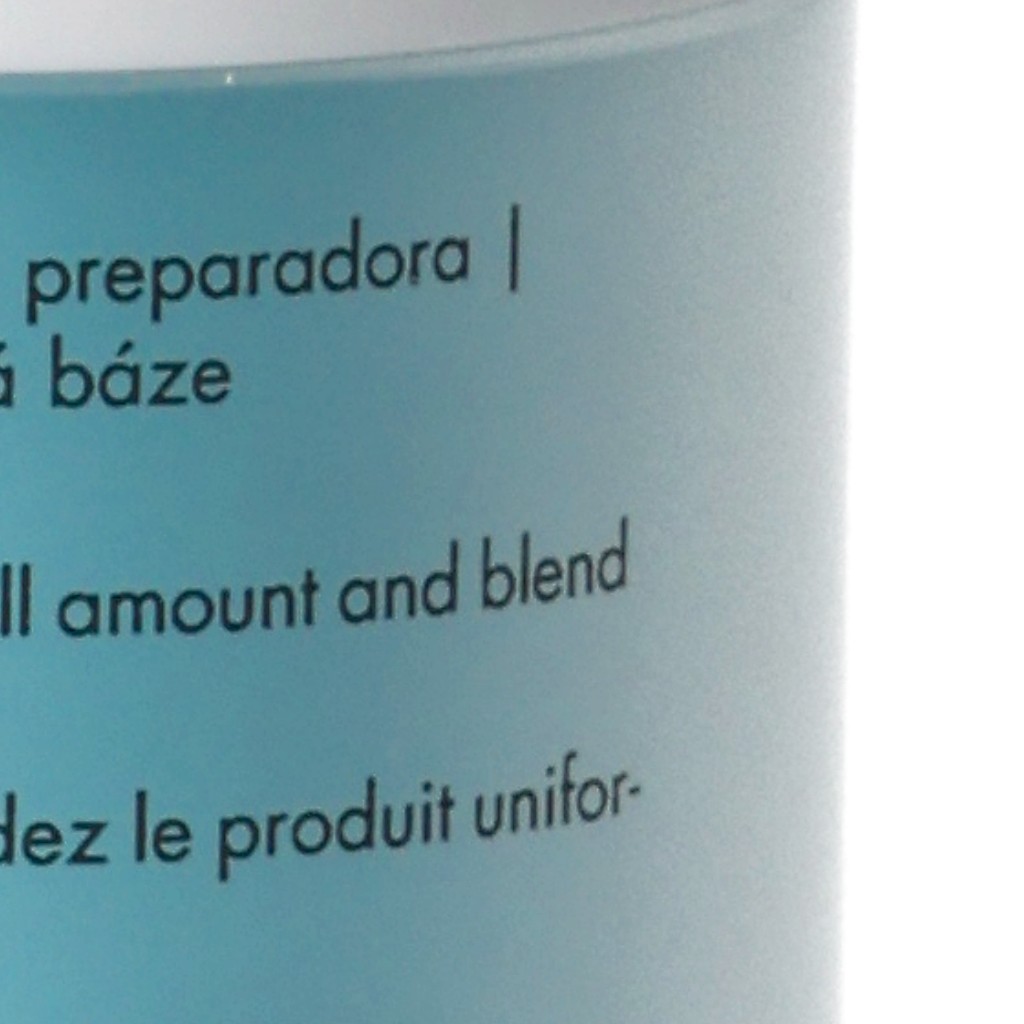 preparadora |
á báze
ll amount and blend
dez le produit unifor-